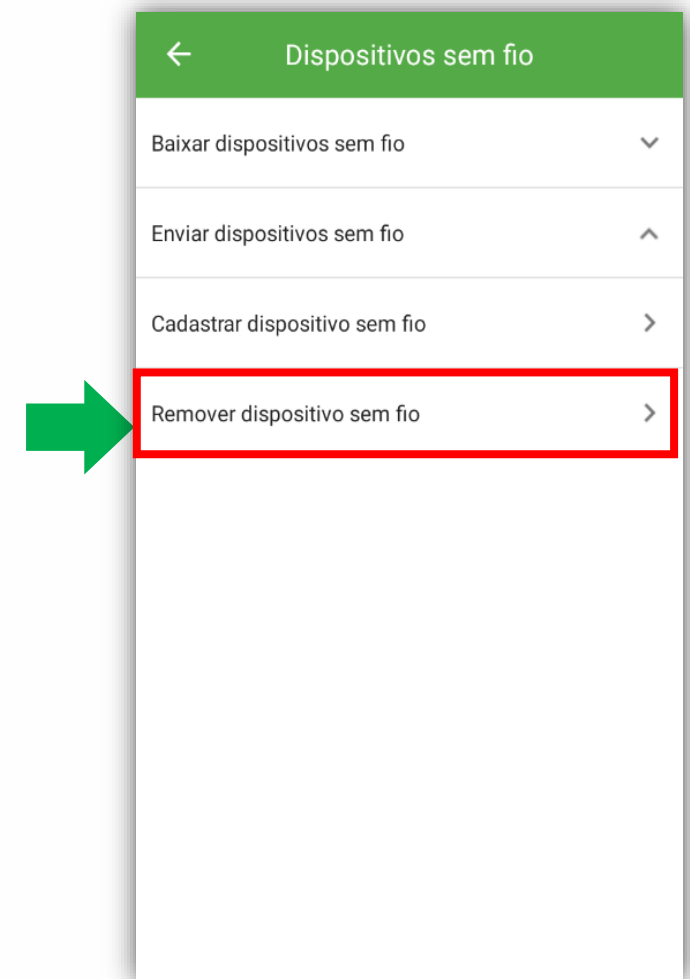 Dispositivos sem fio
Baixar dispositivos sem fio
Enviar dispositivos sem fio
Cadastrar dispositivo sem fio
Remover dispositivo sem fio